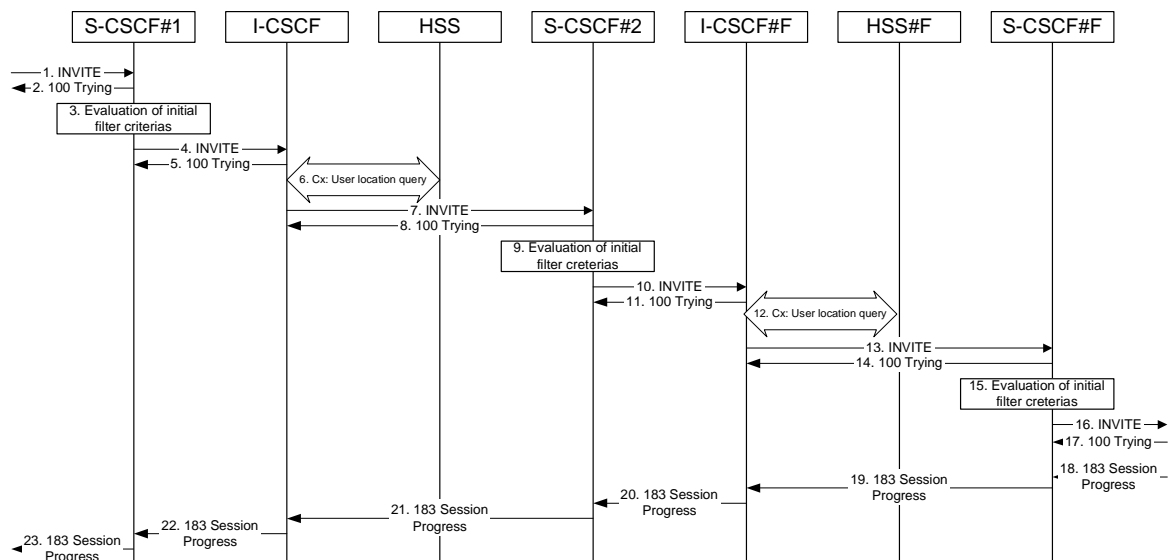 S-CSCF#1
I-CSCF
HSS
S-CSCF#2
I-CSCF#F
HSS#F
S-CSCF#F
1. INVITE
2. 100 Trying
3. Evaluation of initial
filter criterias
4. INVITE
5. 100 Trying
6. Cx: User location query
7. INVITE
8. 100 Trying
9. Evaluation of initial
filter creterias
10. INVITE
11. 100 Trying
12. Cx: User location query
13. INVITE
14. 100 Trying
15. Evaluation of initial
filter creterias
16. INVITE
17. 100 Trying
18. 183 Session
Progress
19. 183 Session
Progress
20. 183 Session
Progress
21. 183 Session
Progress
22. 183 Session
Progress
23. 183 Session
Progress